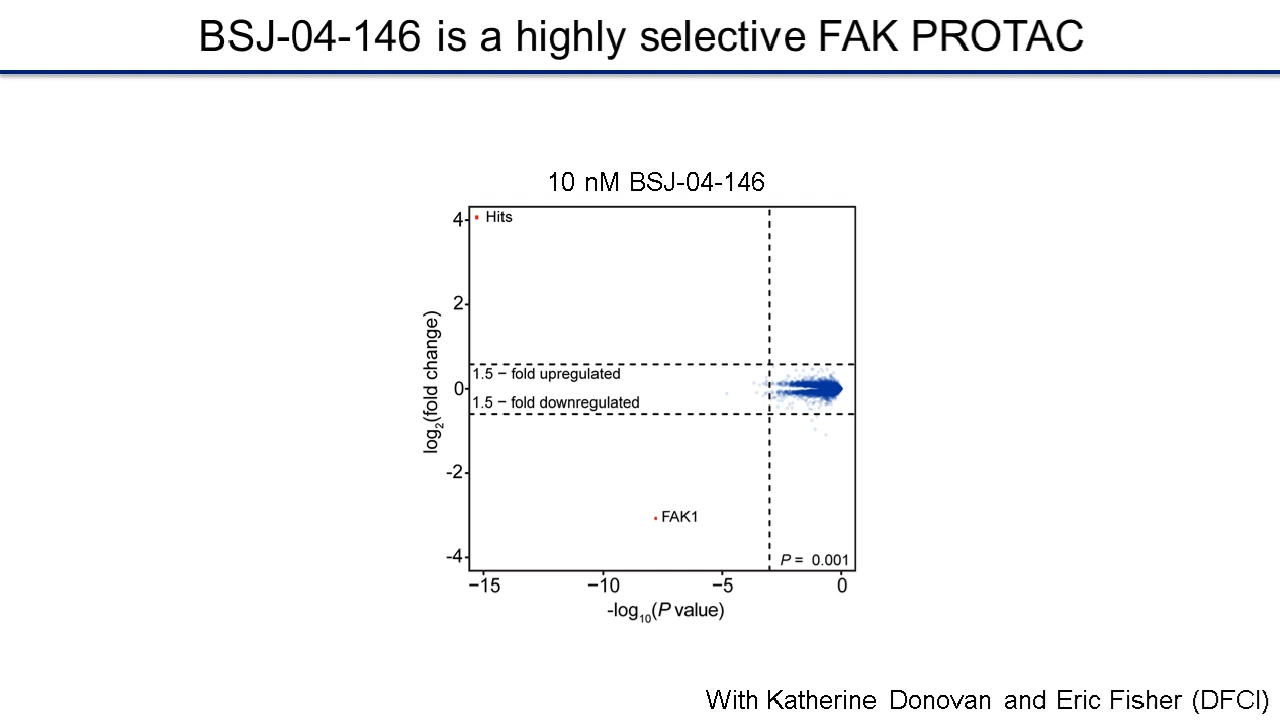 BSJ-04-146 is a highly selective FAK PROTAC
10 nM BSJ-04-146
4
Hits
2
1.5 – fold upregulated
0
1.5 – fold downregulated
log2(fold change)
-2
FAK1
-4
P = 0.001
−15 −10 −5 0
-log10(P value)
With Katherine Donovan and Eric Fisher (DFCI)